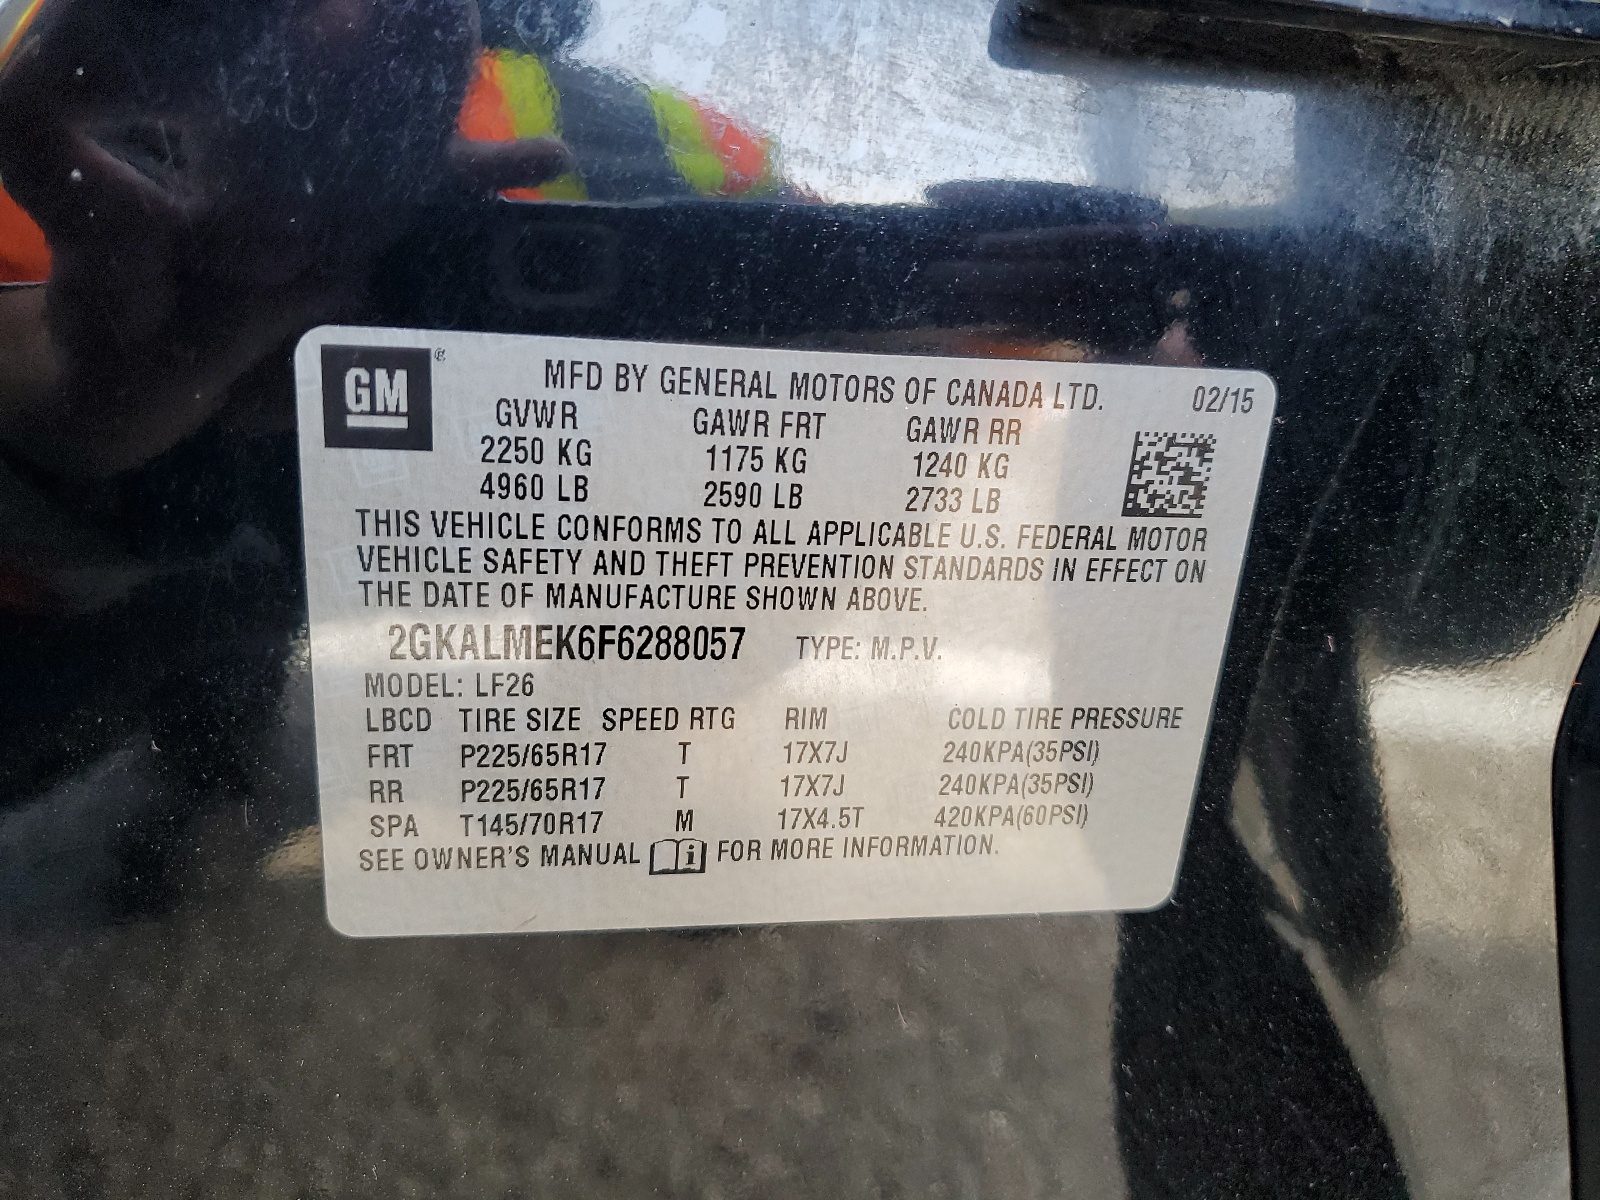 GM ®
MFD BY GENERAL MOTORS OF CANADA LTD. 02/15
GVWR GAWR FRT GAWR RR
2250 KG 1175 KG 1240 KG
4960 LB 2590 LB 2733 LB
THIS VEHICLE CONFORMS TO ALL APPLICABLE U.S. FEDERAL MOTOR
VEHICLE SAFETY AND THEFT PREVENTION STANDARDS IN EFFECT ON
THE DATE OF MANUFACTURE SHOWN ABOVE.
2GKALMEK6F6288057 TYPE: M.P.V.
MODEL: LF26
LBCD TIRE SIZE SPEED RTG RIM COLD TIRE PRESSURE
FRT P225/65R17 T 17X7J 240KPA(35PSI)
RR P225/65R17 T 17X7J 240KPA(35PSI)
SPA T145/70R17 M 17X4.5T 420KPA(60PSI)
SEE OWNER'S MANUAL i FOR MORE INFORMATION.